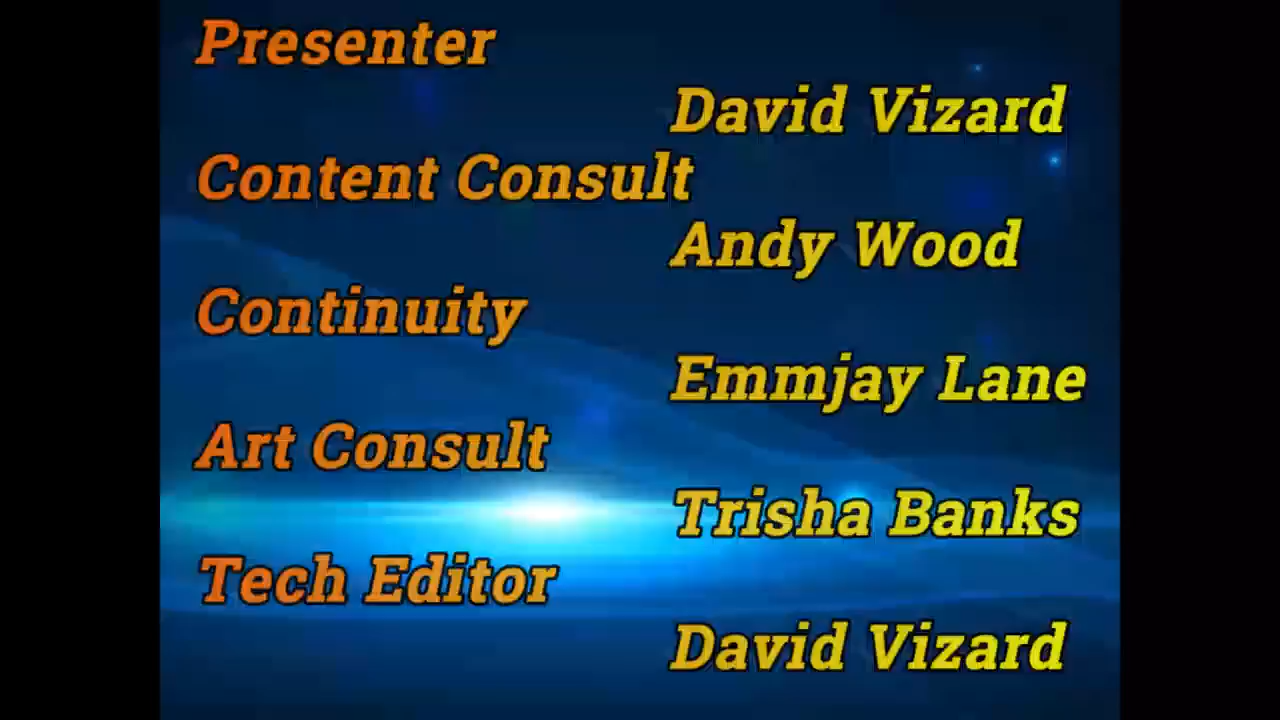 Presenter
David Vizard
Content Consult
Andy Wood
Continuity
Emmjay Lane
Art Consult
Trisha Banks
Tech Editor
David Vizard